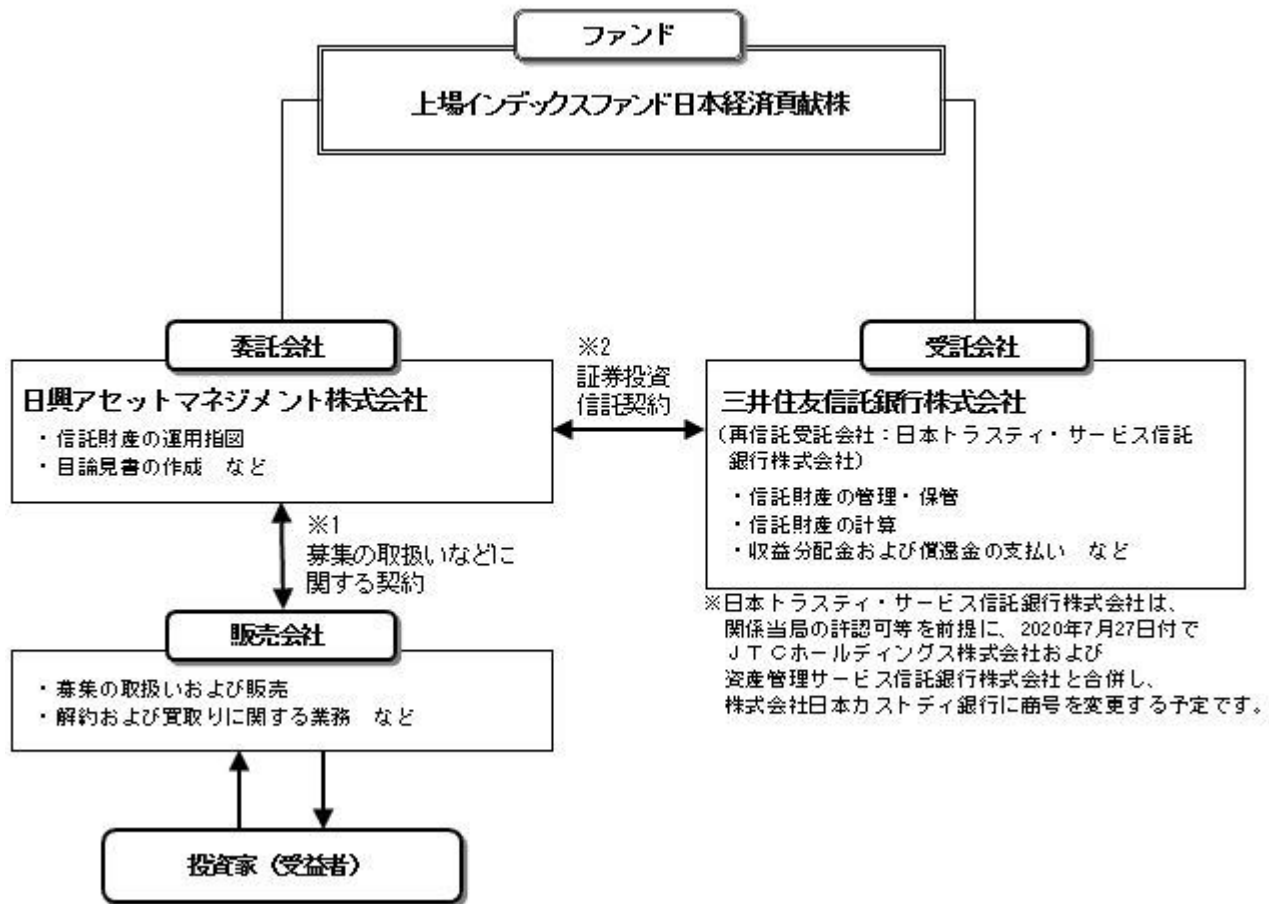 ファンド
上場インデックスファンド日本経済貢献株
委託会社
日興アセットマネジメント株式会社
・信託財産の運用指図
・目論見書の作成　など
※2
証券投資
信託契約
受託会社
三井住友信託銀行株式会社
（再信託受託会社：日本トラスティ・サービス信託
銀行株式会社）
・信託財産の管理・保管
・信託財産の計算
・収益分配金および償還金の支払い　など
※日本トラスティ・サービス信託銀行株式会社は、
関係当局の許認可等を前提に、2020年7月27日付で
ＪＴＣホールディングス株式会社および
資産管理サービス信託銀行株式会社と合併し、
株式会社日本カストディ銀行に商号を変更する予定です。
※1
募集の取扱いなどに
関する契約
販売会社
・募集の取扱いおよび販売
・解約および買取りに関する業務　など
投資家（受益者）